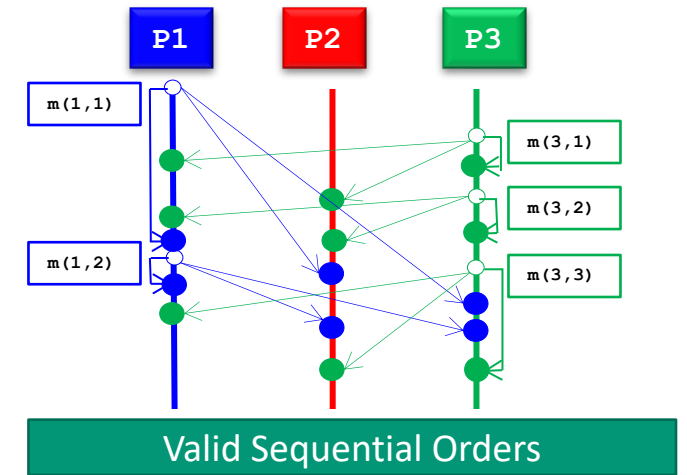 P1
P2
P3
m(1,1)
m(3,1)
m(3,2)
m(1,2)
m(3,3)
Valid Sequential Orders